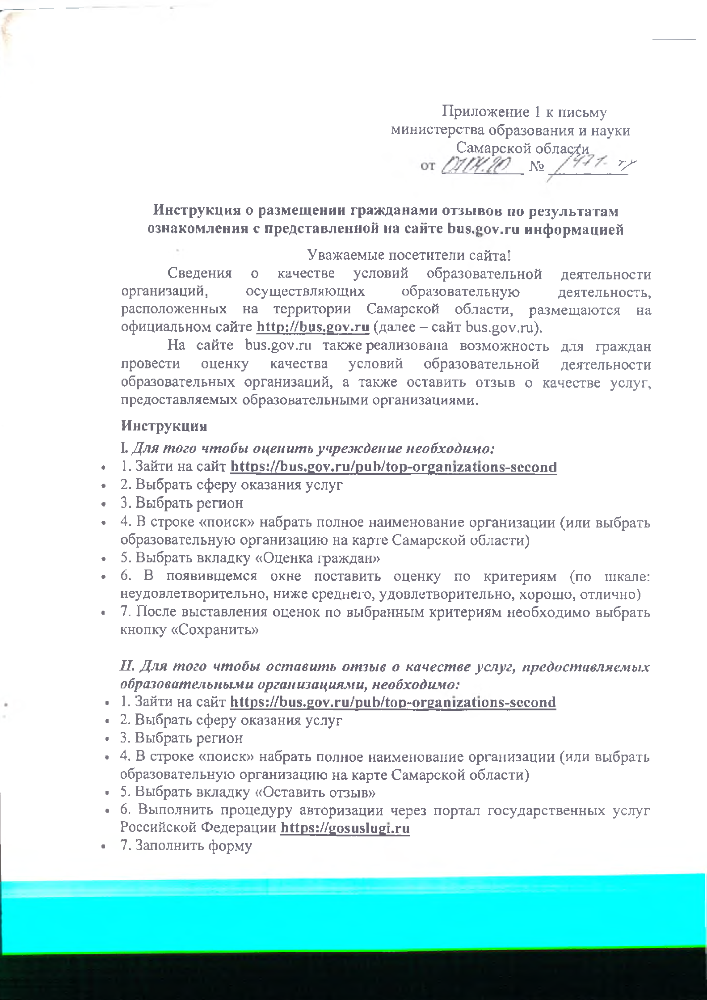 Приложение 1 к письму
министерства образования и науки
Самарской области
от №
Инструкция о размещении гражданами отзывов по результатам
ознакомления с представленной на сайте bus.gov.ru информацией
Уважаемые посетители сайта!
Сведения о качестве условий образовательной деятельности
организаций, осуществляющих образовательную деятельность,
расположенных на территории Самарской области, размещаются на
официальном сайте http://bus.gov.ru (далее – сайт bus.gov.ru).
На сайте bus.gov.ru также реализована возможность для граждан
провести оценку качества условий образовательной деятельности
образовательных организаций, а также оставить отзыв о качестве услуг,
предоставляемых образовательными организациями.
Инструкция
I. Для того чтобы оценить учреждение необходимо:
• 1. Зайти на сайт https://bus.gov.ru/pub/top-organizations-second
• 2. Выбрать сферу оказания услуг
• 3. Выбрать регион
• 4. В строке «поиск» набрать полное наименование организации (или выбрать
образовательную организацию на карте Самарской области)
• 5. Выбрать вкладку «Оценка граждан»
• 6. В появившемся окне поставить оценку по критериям (по шкале:
неудовлетворительно, ниже среднего, удовлетворительно, хорошо, отлично)
• 7. После выставления оценок по выбранным критериям необходимо выбрать
кнопку «Сохранить»
II. Для того чтобы оставить отзыв о качестве услуг, предоставляемых
образовательными организациями, необходимо:
• 1. Зайти на сайт https://bus.gov.ru/pub/top-organizations-second
• 2. Выбрать сферу оказания услуг
• 3. Выбрать регион
• 4. В строке «поиск» набрать полное наименование организации (или выбрать
образовательную организацию на карте Самарской области)
• 5. Выбрать вкладку «Оставить отзыв»
• 6. Выполнить процедуру авторизации через портал государственных услуг
Российской Федерации https://gosuslugi.ru
• 7. Заполнить форму